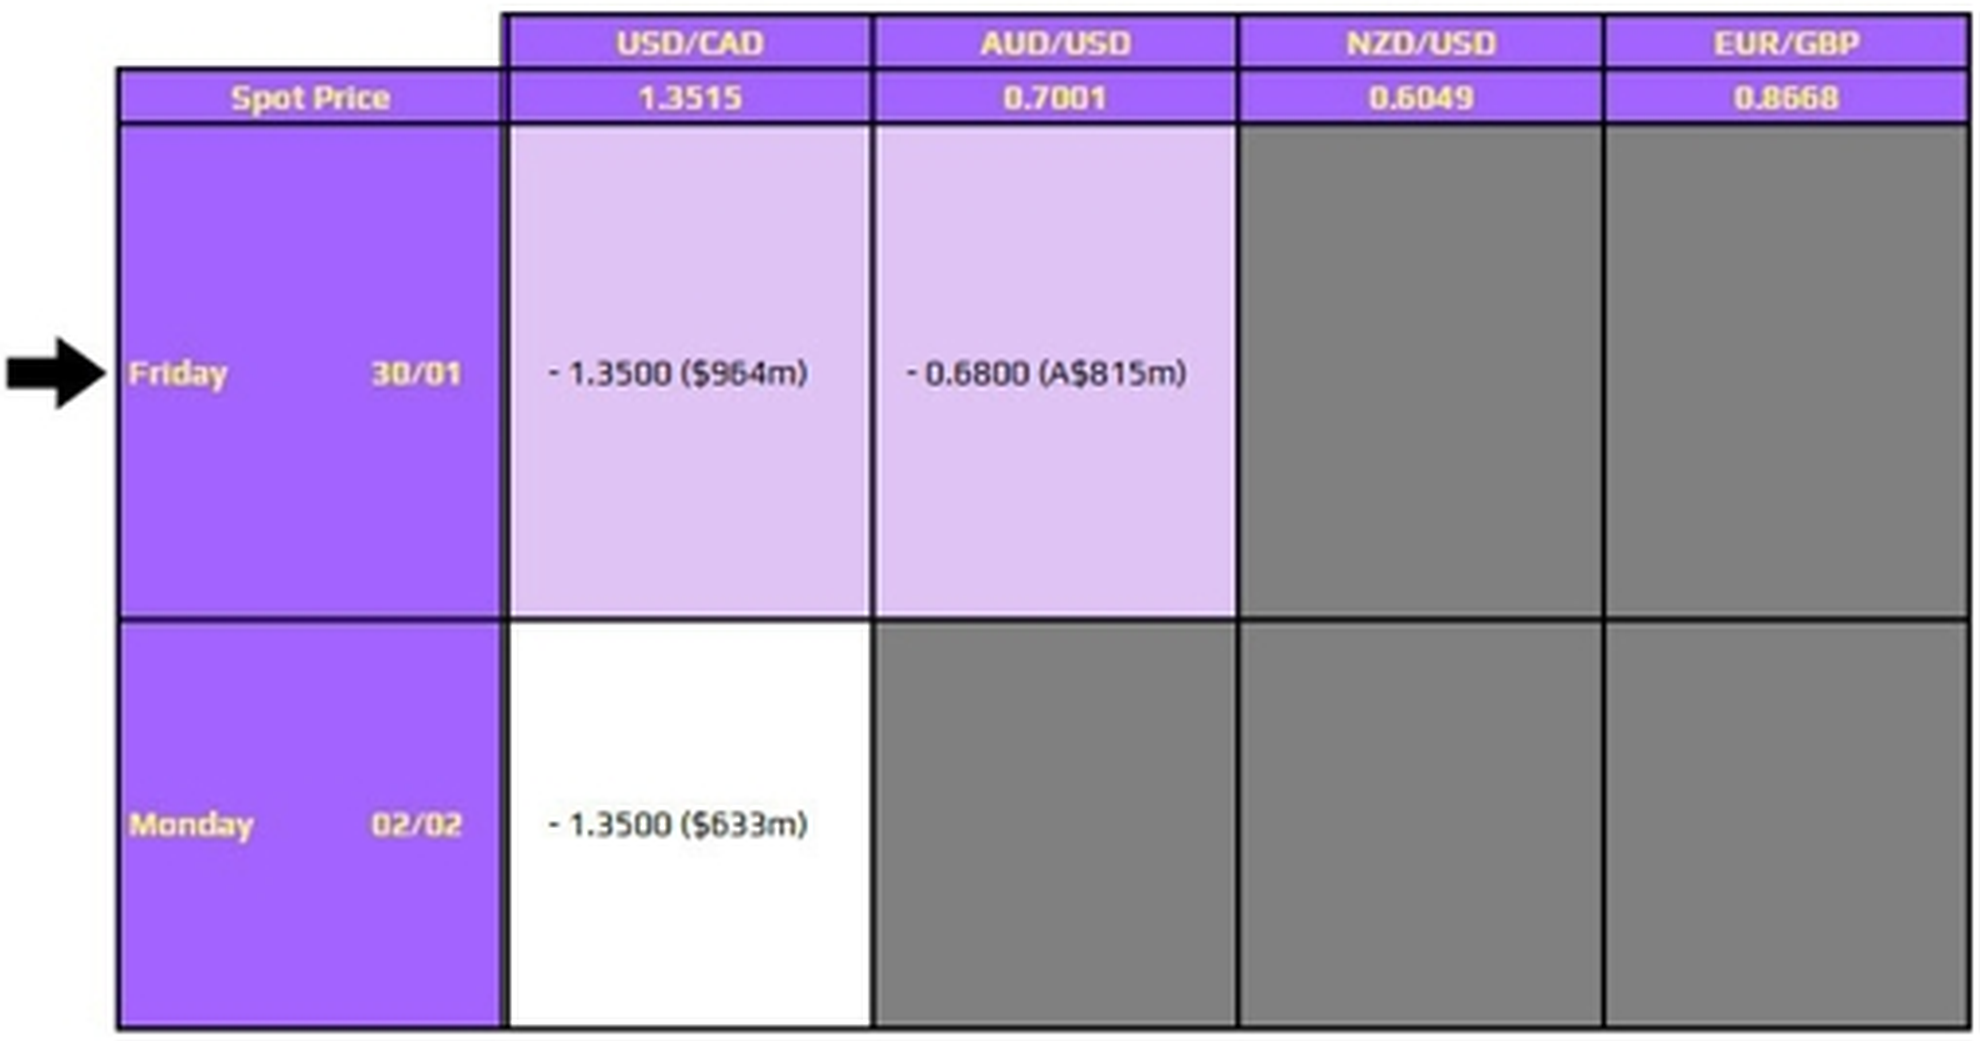 USD/CAD AUD/USD NZD/USD EUR/GBP
Spot Price 1.3515 0.7001 0.6049 0.8668
Friday 30/01 - 1.3500 ($964m) - 0.6800 (A$815m)
Monday 02/02 - 1.3500 ($633m)